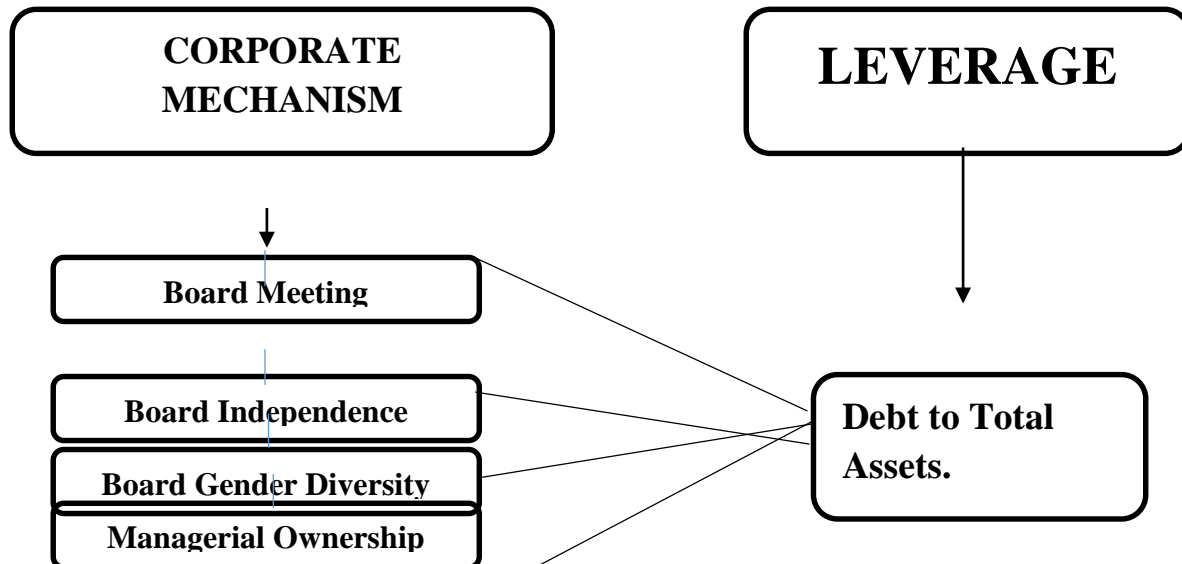 CORPORATE
MECHANISM
LEVERAGE
Board Meeting
Board Independence
Board Gender Diversity
Managerial Ownership
Debt to Total
Assets.